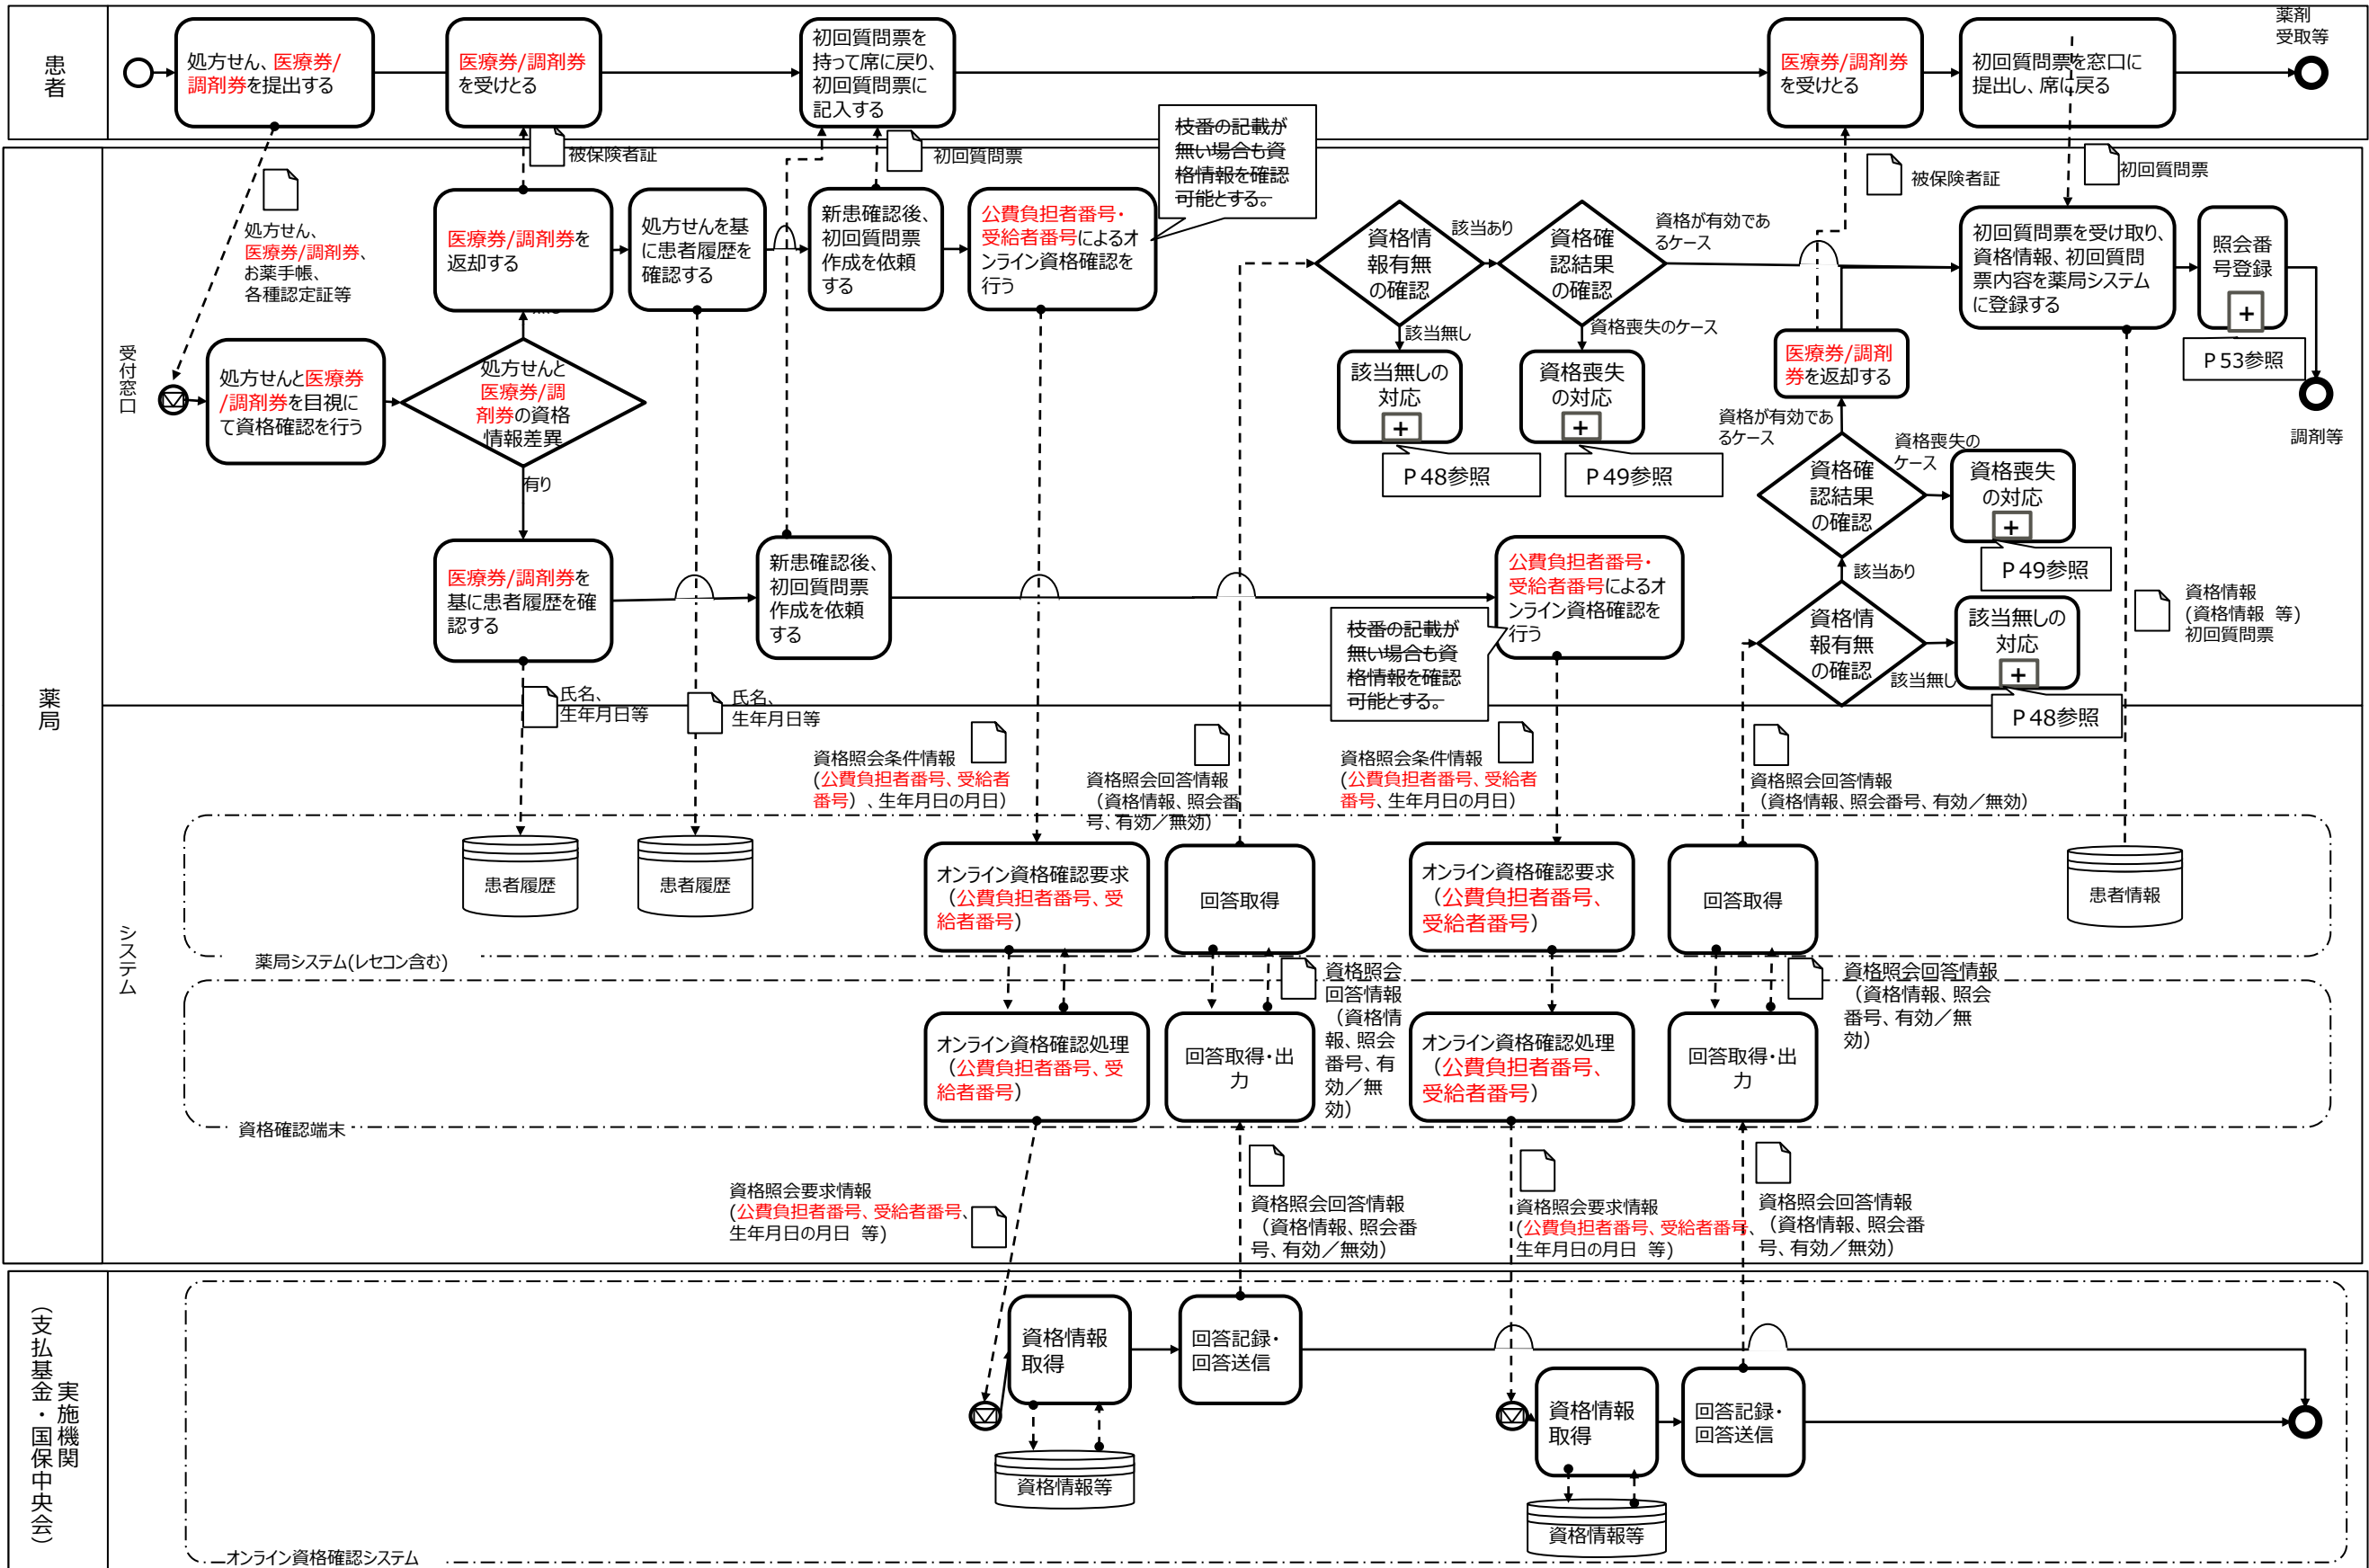 患者
処方せん、医療券/
調剤券を提出する
医療券/調剤券
を受けとる
初回質問票を
持って席に戻り、
初回質問票に
記入する
医療券/調剤券
を受けとる
初回質問票を窓口に
提出し、席に戻る
薬剤
受取等
薬局
受付窓口
処方せん、
医療券/調剤券、
お薬手帳、
各種認定証等
被保険者証
初回質問票
枝番の記載が
無い場合も資
格情報を確認
可能とする。
被保険者証
初回質問票
医療券/調剤券を
返却する
処方せんを基
に患者履歴を
確認する
新患確認後、
初回質問票
作成を依頼
する
公費負担者番号・
受給者番号によるオ
ンライン資格確認を
行う
資格情
報有無
の確認
該当あり
資格確
認結果
の確認
資格が有効であ
るケース
初回質問票を受け取り、
資格情報、初回質問
票内容を薬局システム
に登録する
照会番
号登録
+
P 53参照
調剤等
該当無し
資格喪失のケース
該当無しの
対応
+
P 48参照
資格喪失
の対応
+
P 49参照
医療券/調剤
券を返却する
資格が有効であ
るケース
処方せんと医療券
/調剤券を目視に
て資格確認を行う
処方せんと
医療券/調
剤券の資格
情報差異
有り
資格確
認結果
の確認
資格喪失の
ケース
資格喪失
の対応
+
P 49参照
該当あり
医療券/調剤券を
基に患者履歴を確
認する
新患確認後、
初回質問票
作成を依頼
する
公費負担者番号・
受給者番号によるオ
ンライン資格確認を
行う
枝番の記載が
無い場合も資
格情報を確認
可能とする。
資格情
報有無
の確認
該当無し
該当無しの
対応
+
P 48参照
資格情報
(資格情報 等)
初回質問票
システム
氏名、
生年月日等
氏名、
生年月日等
資格照会条件情報
(公費負担者番号、受給者
番号）、生年月日の月日）
資格照会回答情報
（資格情報、照会番
号、有効／無効）
資格照会条件情報
(公費負担者番号、受給者
番号、生年月日の月日）
資格照会回答情報
（資格情報、照会番号、有効／無効）
患者履歴
患者履歴
オンライン資格確認要求
（公費負担者番号、受
給者番号）
回答取得
オンライン資格確認要求
（公費負担者番号、
受給者番号）
回答取得
患者情報
薬局システム(レセコン含む)
資格照会
回答情報
（資格情
報、照会
番号、有
効／無
効）
資格照会回答情報
（資格情報、照会
番号、有効／無
効）
オンライン資格確認処理
（公費負担者番号、受
給者番号）
回答取得・出
力
オンライン資格確認処理
（公費負担者番号、
受給者番号）
回答取得・出
力
資格確認端末
資格照会要求情報
(公費負担者番号、受給者番号、
生年月日の月日 等)
資格照会回答情報
（資格情報、照会番
号、有効／無効）
資格照会要求情報
(公費負担者番号、受給者番号、
生年月日の月日 等)
資格照会回答情報
（資格情報、照会番
号、有効／無効）
実施機関
（支払基金・国保中央会）
資格情報
取得
回答記録・
回答送信
資格情報等
資格情報
取得
回答記録・
回答送信
資格情報等
オンライン資格確認システム